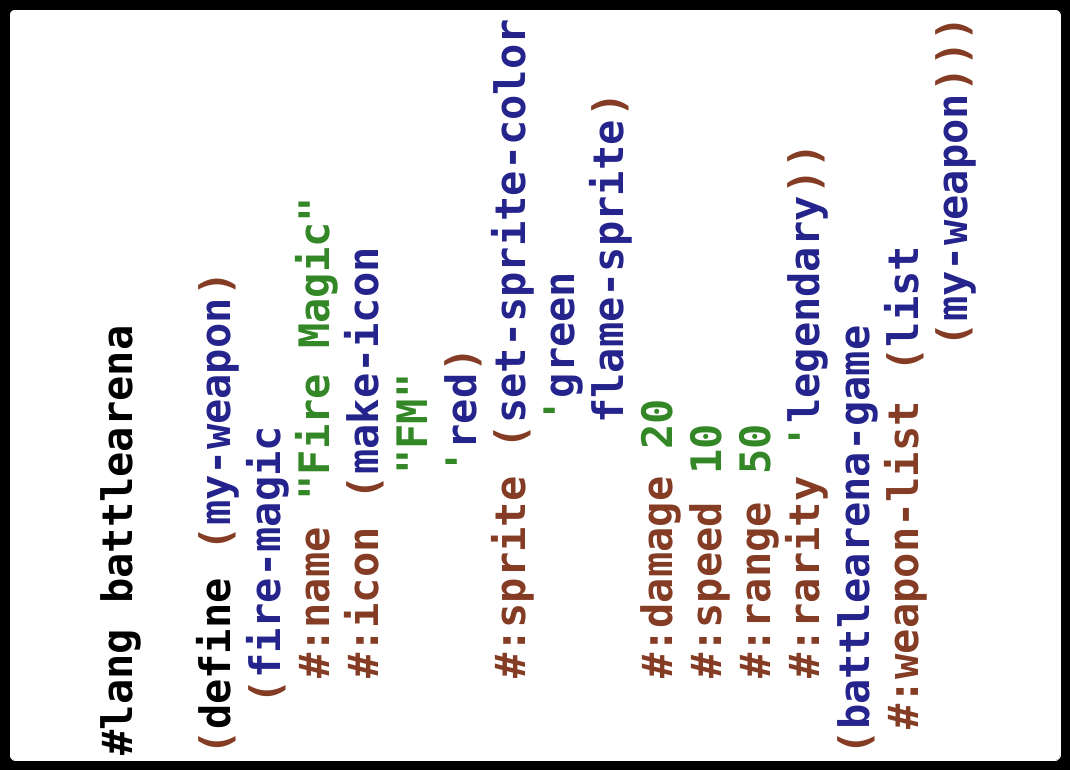 #lang battlearena

(define (my-weapon)
  (fire-magic
   #:name "Fire Magic"
   #:icon (make-icon
           "FM"
           'red)
   #:sprite (set-sprite-color
             'green
             flame-sprite)
   #:damage 20
   #:speed 10
   #:range 50
   #:rarity 'legendary))
(battlearena-game
 #:weapon-list (list
                (my-weapon)))